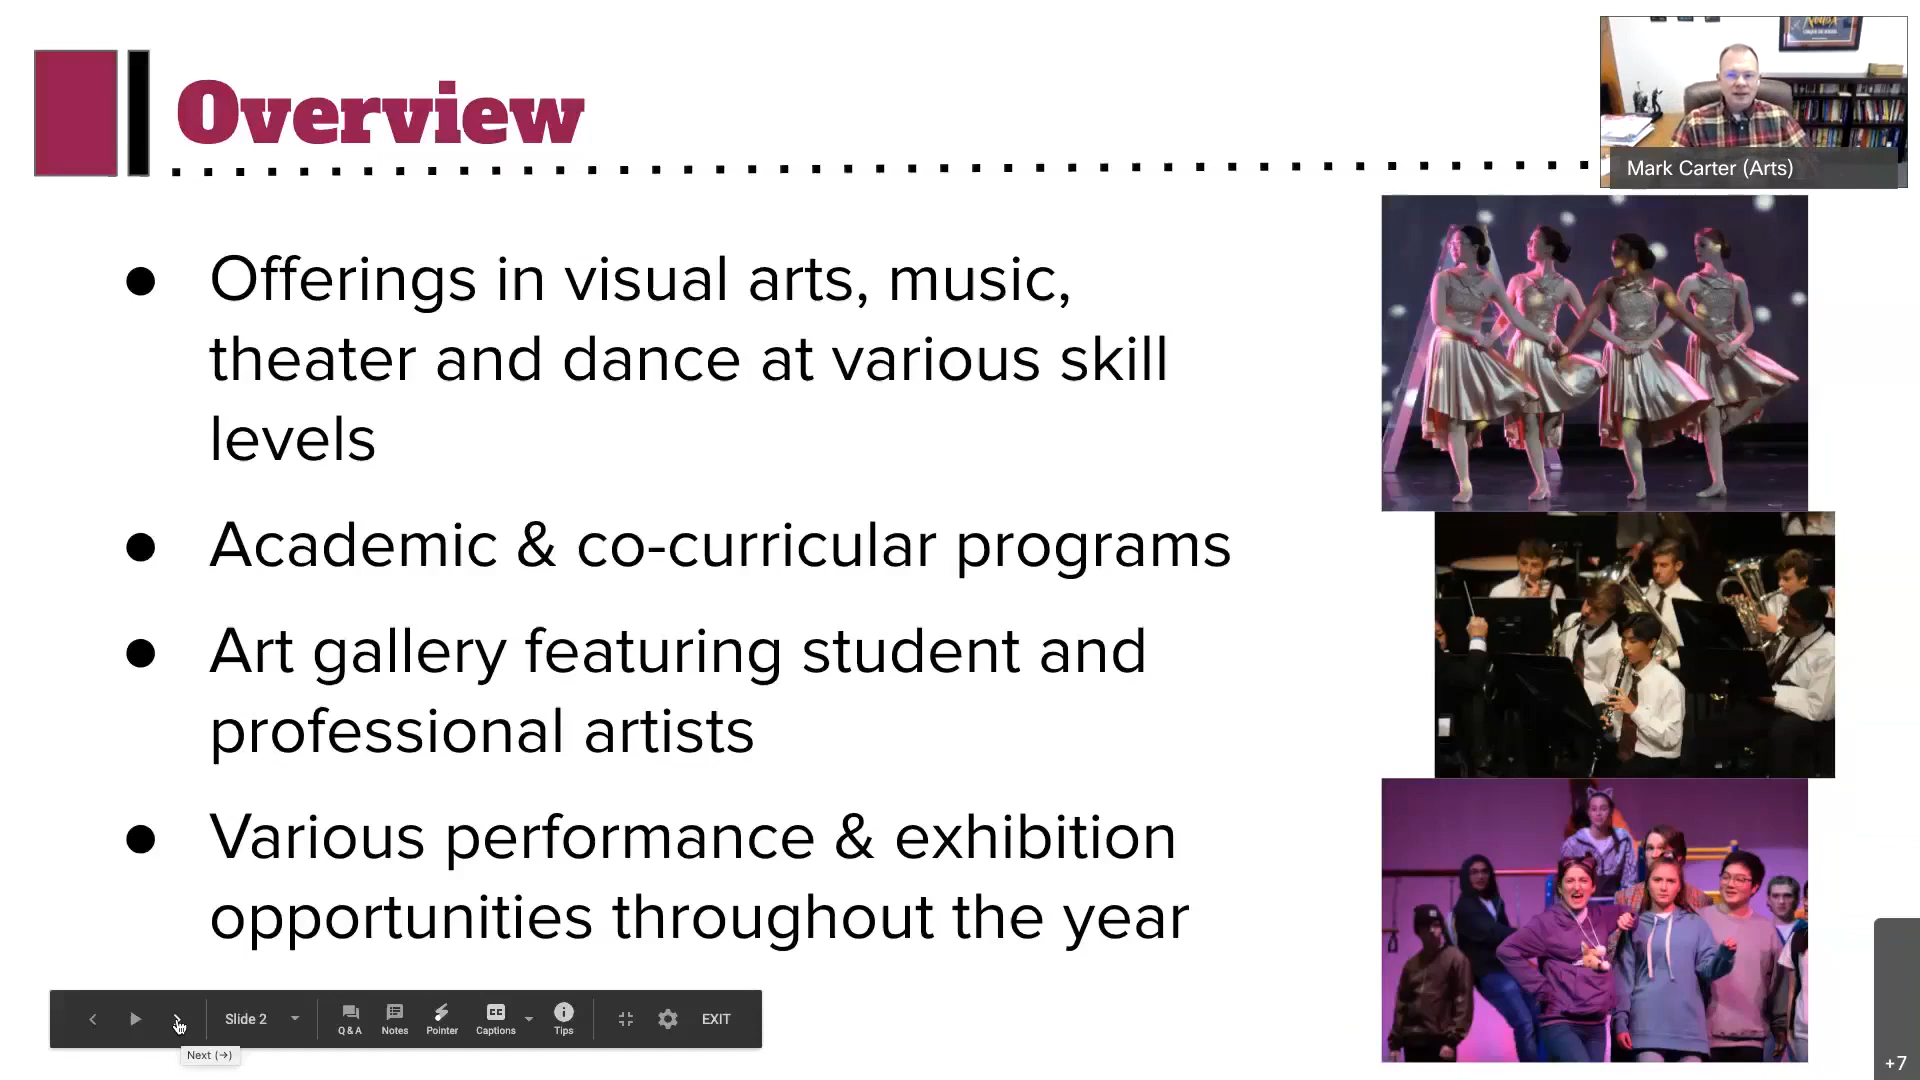 Overview
Mark Carter (Arts)
● Offerings in visual arts, music,
theater and dance at various skill
levels
● Academic & co-curricular programs
● Art gallery featuring student and
professional artists
● Various performance & exhibition
opportunities throughout the year
Slide 2
Q & A
Notes
Pointer
Captions
Tips
EXIT
Next (→)
+7